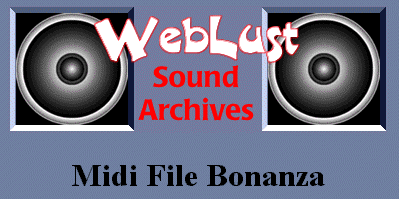 WebLust
Sound
Archives
Midi File Bonanza